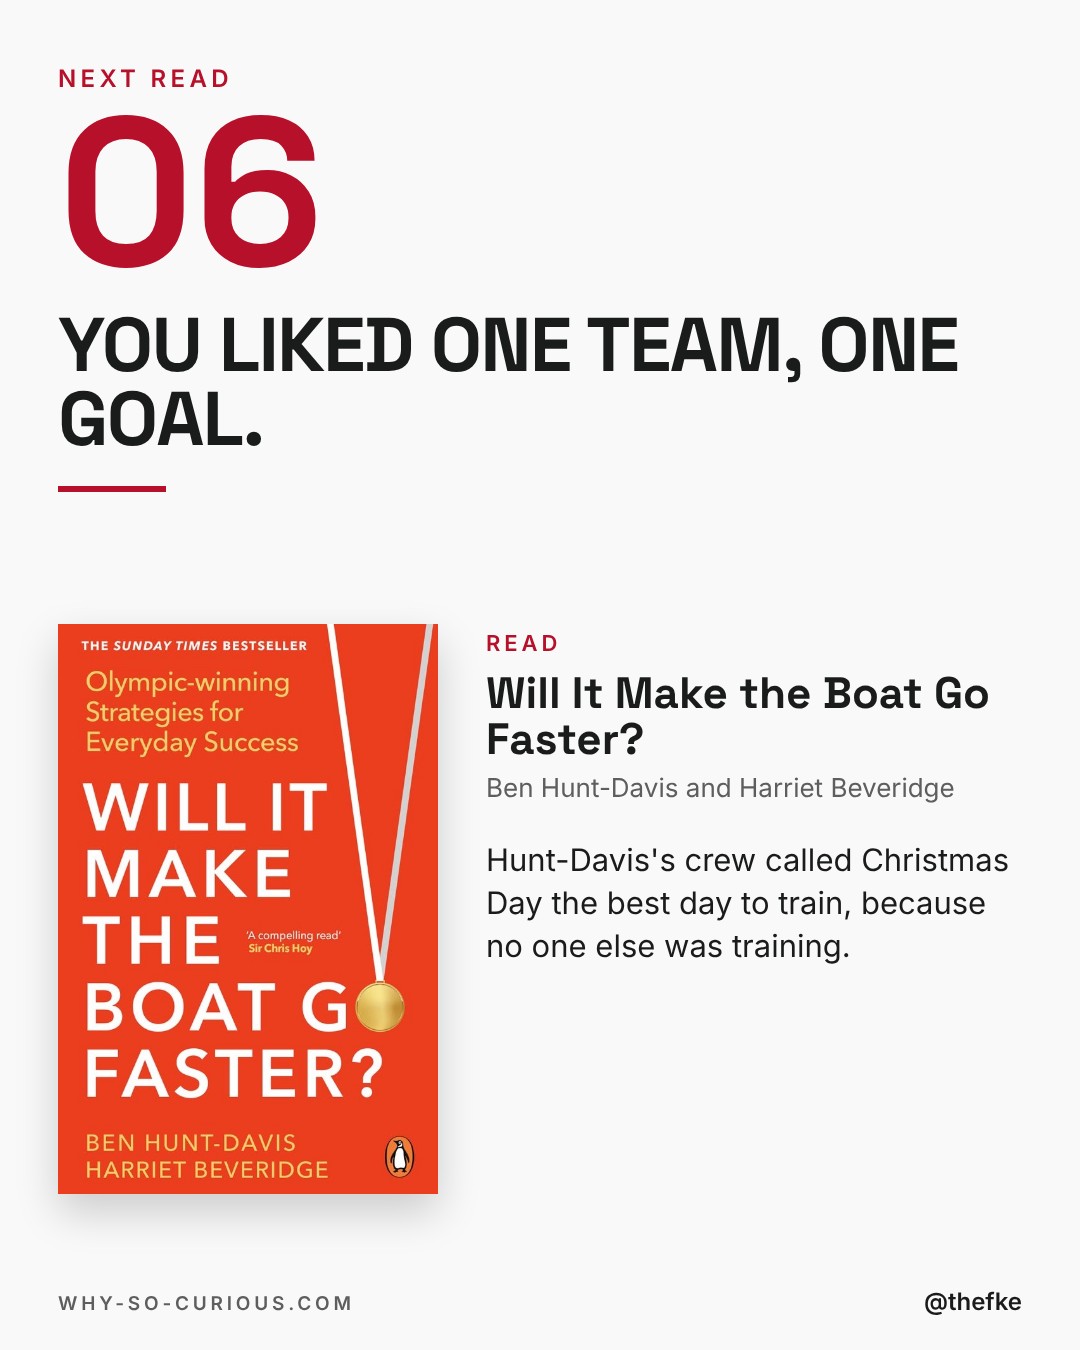 NEXT READ
06
YOU LIKED ONE TEAM, ONE
GOAL.
THE SUNDAY TIMES BESTSELLER
Olympic-winning
Strategies for
Everyday Success
WILL IT
MAKE
THE
'A compelling read'
Sir Chris Hoy
BOAT GO
FASTER?
BEN HUNT-DAVIS
HARRIET BEVERIDGE
READ
Will It Make the Boat Go
Faster?
Ben Hunt-Davis and Harriet Beveridge
Hunt-Davis's crew called Christmas
Day the best day to train, because
no one else was training.
WHY-SO-CURIOUS.COM
@thefke